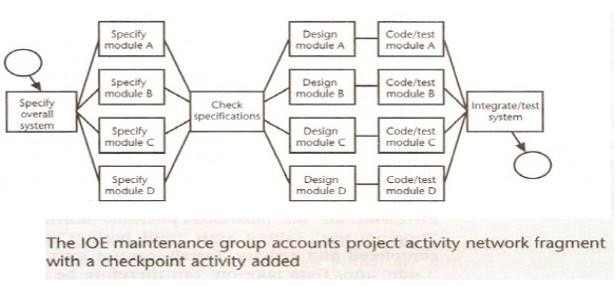 Specify
module A
Design
module A
Code/test
module A
Specify
module B
Design
module B
Code/test
module B
Specify
overall
system
Check
specifications
Integrate/test
system
Specify
module C
Design
module C
Code/test
module C
Specify
module D
Design
module D
Code/test
module D
The IOE maintenance group accounts project activity network fragment
with a checkpoint activity added